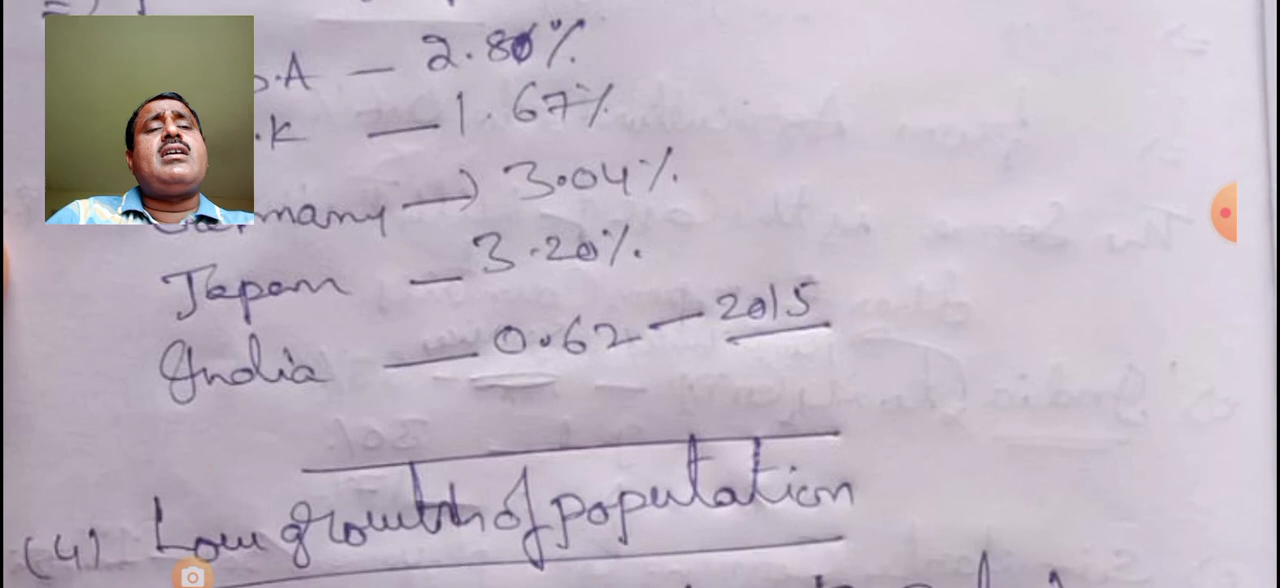 .A — 2.80%
.K — 1.67%
many → 3.04%
Japan — 3.20%
India — 0.62 — 2015
(4) Low growth of population